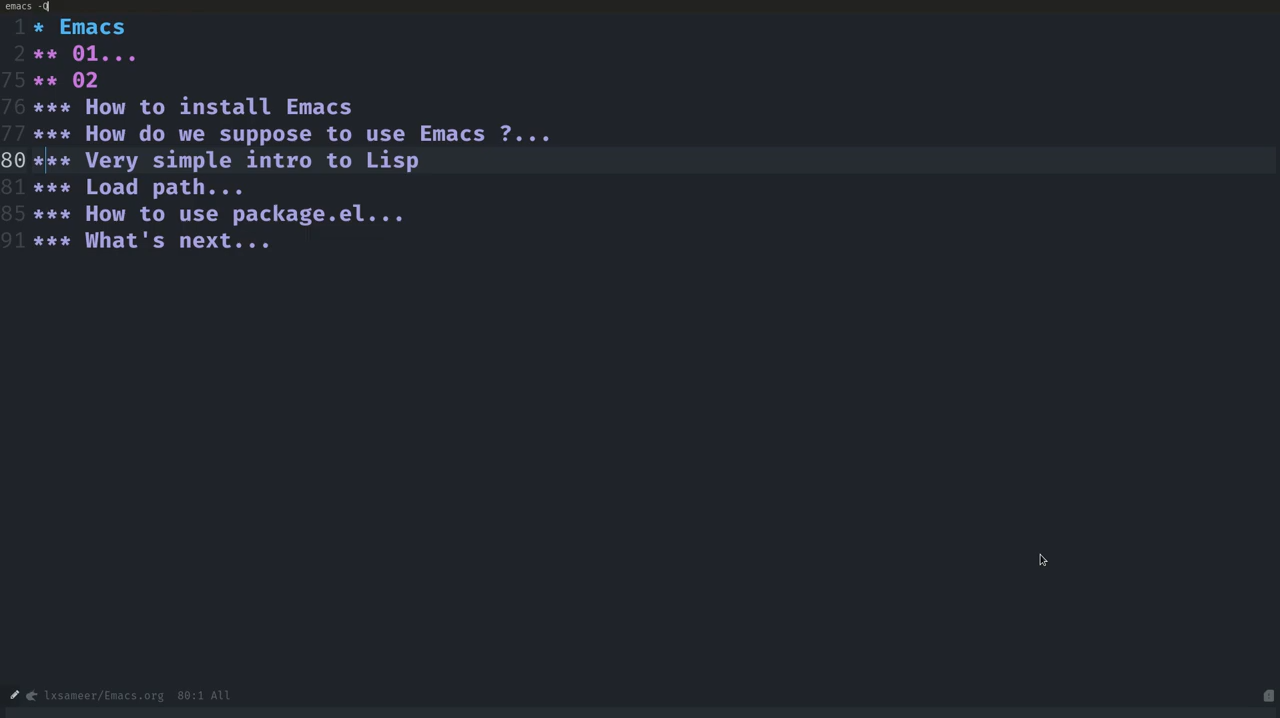 emacs -Q
1 * Emacs
2 ** 01...
75 ** 02
76 *** How to install Emacs
77 *** How do we suppose to use Emacs ?...
80 *** Very simple intro to Lisp
81 *** Load path...
85 *** How to use package.el...
91 *** What's next...
lxsameer/Emacs.org 80:1 All